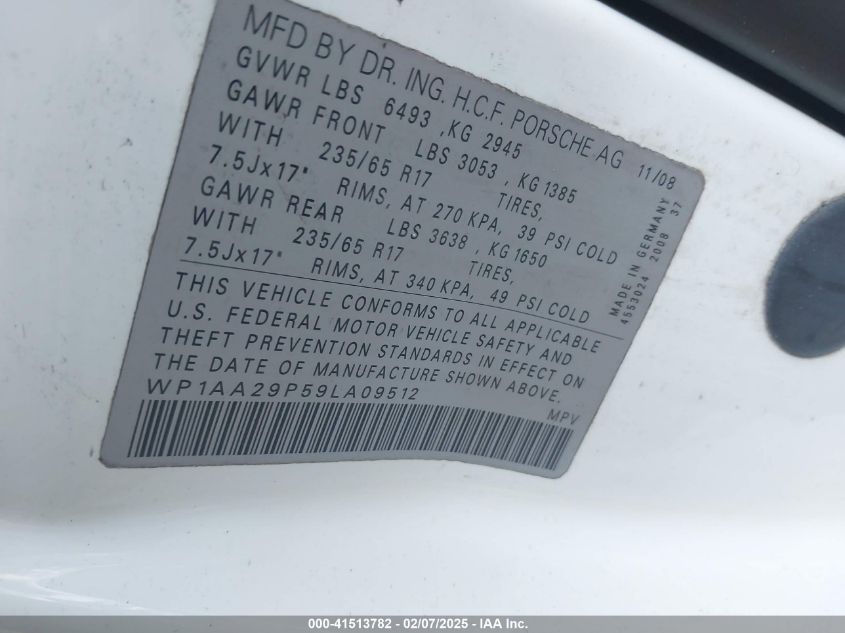 MFD BY DR. ING. H.C.F. PORSCHE AG 11/08
GVWR LBS 6493 ,KG 2945
GAWR FRONT LBS 3053 , KG 1385
WITH 235/65 R17 TIRES,
7.5Jx17" RIMS, AT 270 KPA, 39 PSI COLD
GAWR REAR LBS 3638 , KG 1650
WITH 235/65 R17 TIRES,
7.5Jx17" RIMS, AT 340 KPA, 49 PSI COLD
MADE IN GERMANY
4553024 2008 37
THIS VEHICLE CONFORMS TO ALL APPLICABLE
U.S. FEDERAL MOTOR VEHICLE SAFETY AND
THEFT PREVENTION STANDARDS IN EFFECT ON
THE DATE OF MANUFACTURE SHOWN ABOVE.
WP1AA29P59LA09512 MPV
000-41513782 - 02/07/2025 - IAA Inc.